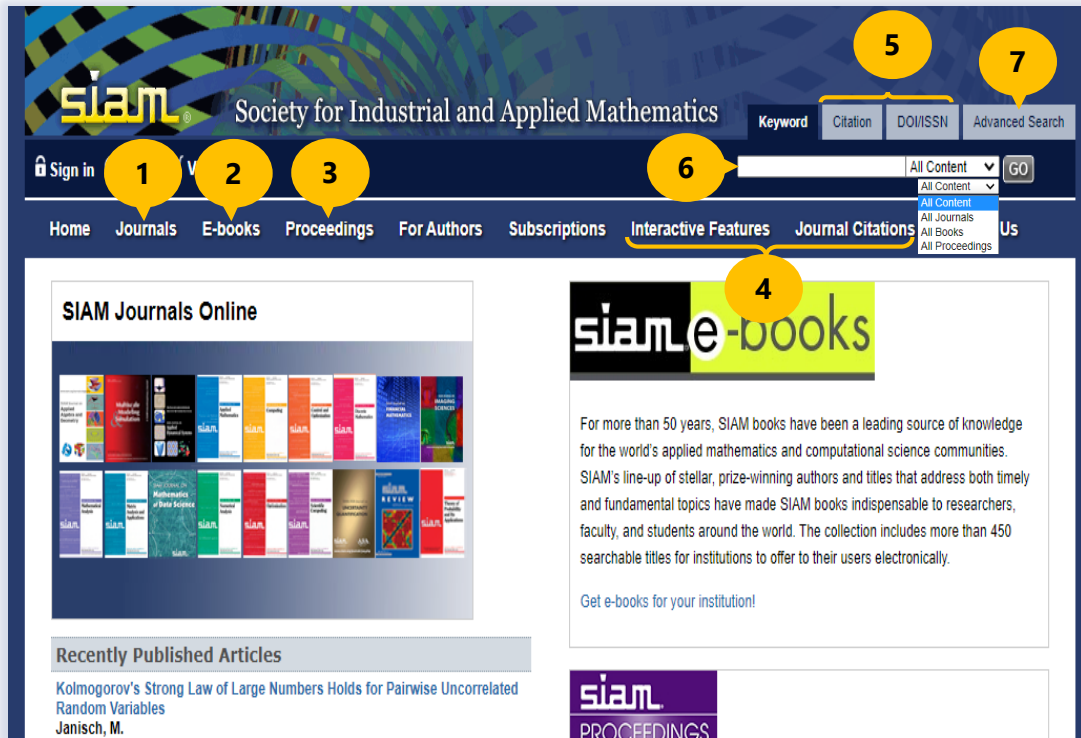 siam®
Society for Industrial and Applied Mathematics
5
7
Keyword
Citation
DOI/ISSN
Advanced Search
Sign in
1
2
3
6
All Content
GO
All Content
All Content
All Journals
All Books
All Proceedings
Home
Journals
E-books
Proceedings
For Authors
Subscriptions
Interactive Features
Journal Citations
Us
4
SIAM Journals Online
siam e-books
For more than 50 years, SIAM books have been a leading source of knowledge
for the world's applied mathematics and computational science communities.
SIAM's line-up of stellar, prize-winning authors and titles that address both timely
and fundamental topics have made SIAM books indispensable to researchers,
faculty, and students around the world. The collection includes more than 450
searchable titles for institutions to offer to their users electronically.
Get e-books for your institution!
Recently Published Articles
Kolmogorov's Strong Law of Large Numbers Holds for Pairwise Uncorrelated
Random Variables
Janisch, M.
siam.
PROCEEDINGS